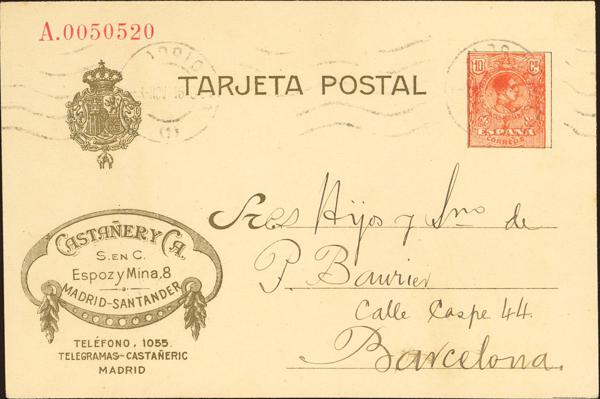 A.0050520
TARJETA POSTAL
10 Cs
ESPAÑA
CORREOS
CASTAÑER Y CA.
S. EN C.
Espoz y Mina, 8
MADRID-SANTANDER
TELÉFONO, 1055.
TELEGRAMAS-CASTAÑERIC
MADRID
Sres Hijos y Sno de
P. Baurier
Calle Caspe 44.
Barcelona.